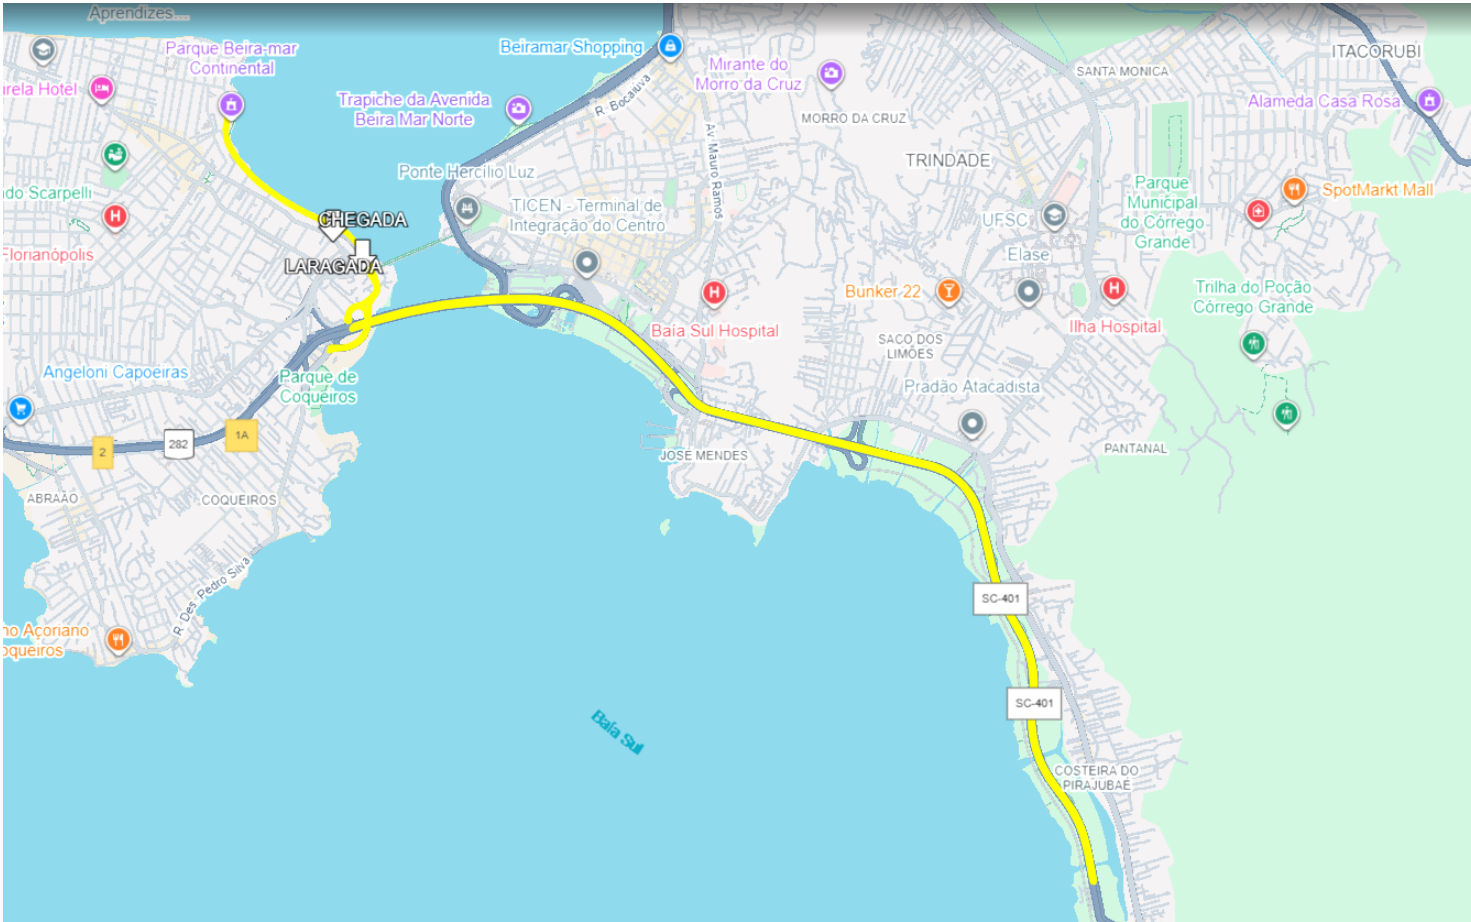 Aprendizes...
Parque Beira-mar
Continental
Beiramar Shopping
ITACORUBI
SANTA MONICA
Mirante do
Morro da Cruz
irela Hotel
Trapiche da Avenida
Beira Mar Norte
R. Bocaiuva
Alameda Casa Rosa
MORRO DA CRUZ
Av. Mauro Ramos
TRINDADE
Ponte Hercílio Luz
do Scarpelli
Parque
Municipal
do Córrego
Grande
SpotMarkt Mall
TICEN - Terminal de
Integração do Centro
UFSC
CHEGADA
Florianópolis
Elase
LARAGADA
Bunker 22
Trilha do Poção
Córrego Grande
Baía Sul Hospital
Ilha Hospital
SACO DOS
LIMÕES
Angeloni Capoeiras
Parque de
Coqueiros
Pradão Atacadista
1A
282
2
JOSÉ MENDES
PANTANAL
ABRAÃO
COQUEIROS
R. Des. Pedro Silva
SC-401
no Açoriano
oqueiros
SC-401
Baía Sul
COSTEIRA DO
PIRAJUBAÉ